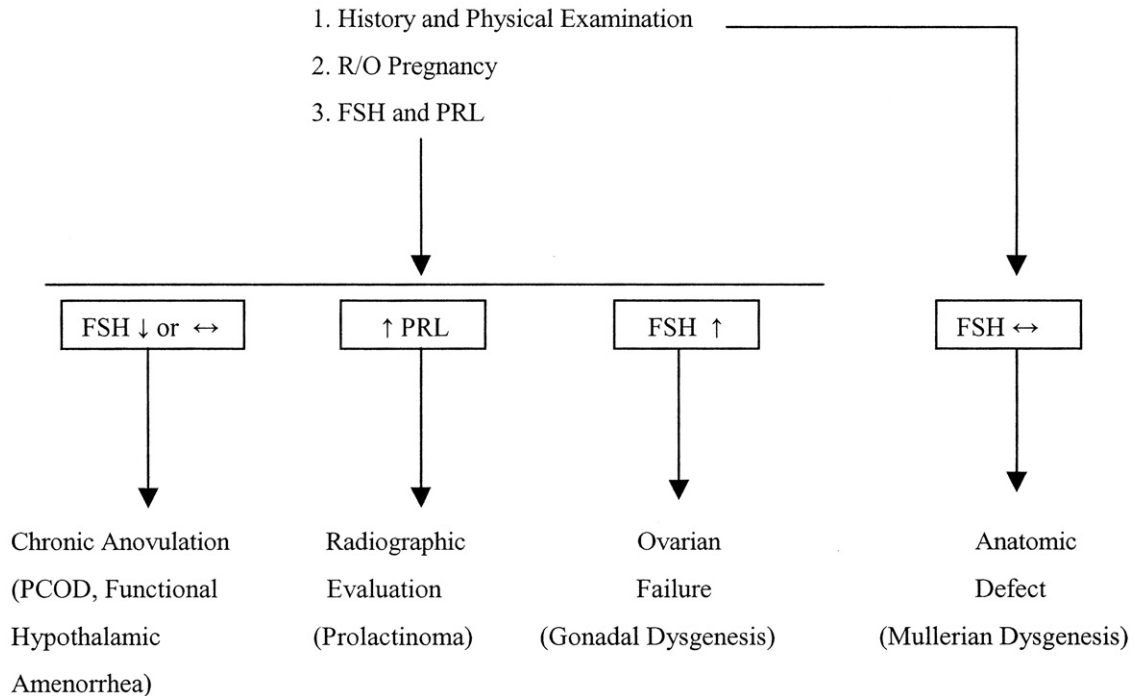 1. History and Physical Examination
2. R/O Pregnancy
3. FSH and PRL
FSH ↓ or ↔
↑ PRL
FSH ↑
FSH ↔
Chronic Anovulation
(PCOD, Functional
Hypothalamic
Amenorrhea)
Radiographic
Evaluation
(Prolactinoma)
Ovarian
Failure
(Gonadal Dysgenesis)
Anatomic
Defect
(Mullerian Dysgenesis)